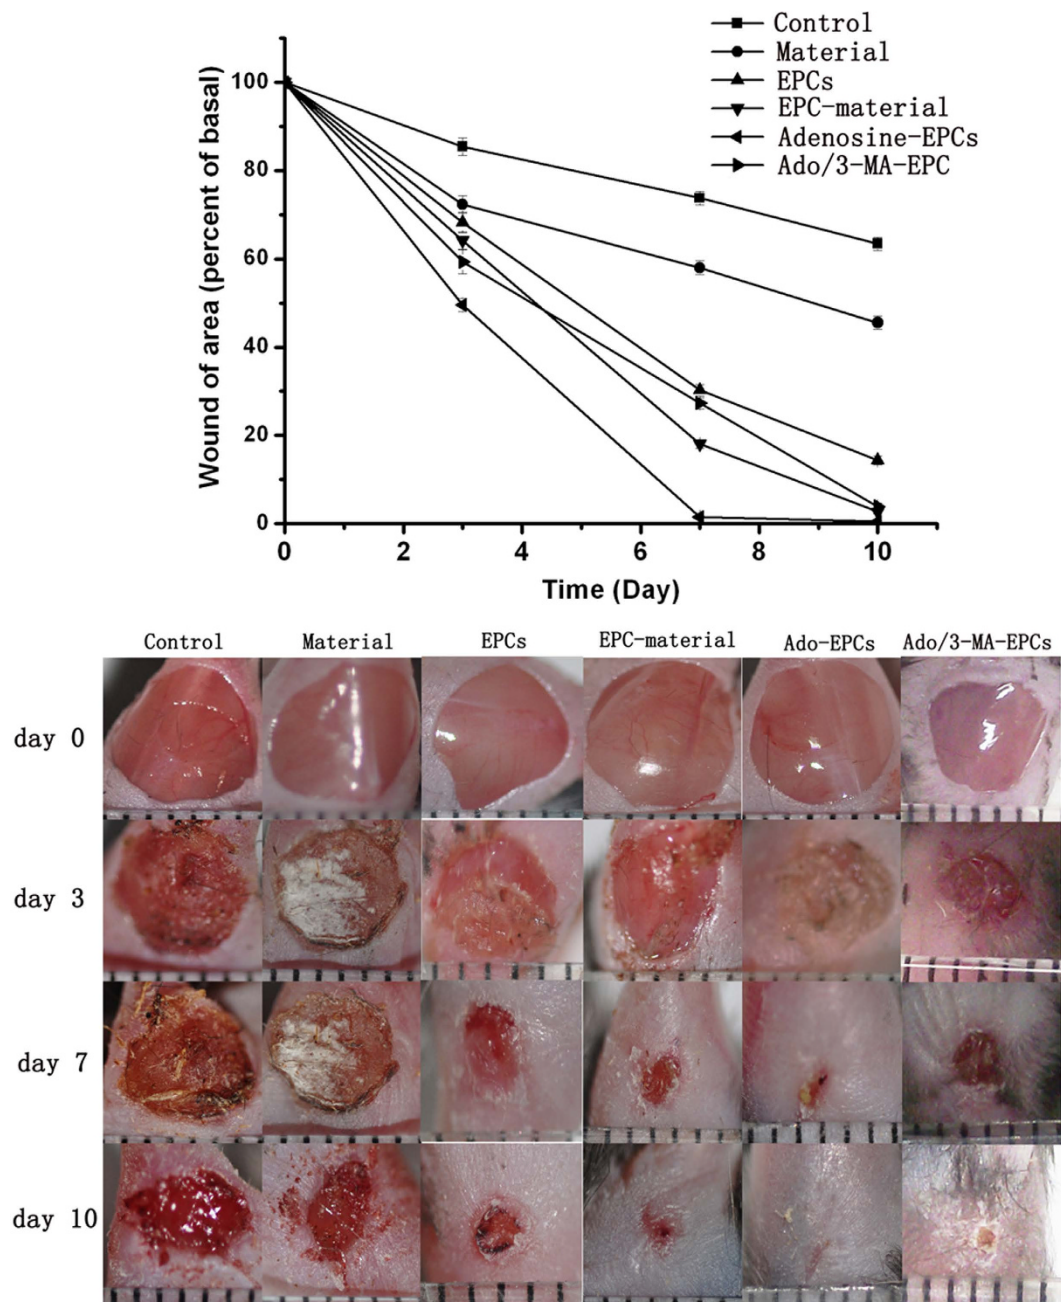 Control
Material
EPCs
EPC-material
Adenosine-EPCs
Ado/3-MA-EPC
Wound of area (percent of basal)
100
80
60
40
20
0
0 2 4 6 8 10
Time (Day)
Control Material EPCs EPC-material Ado-EPCs Ado/3-MA-EPCs
day 0
day 3
day 7
day 10